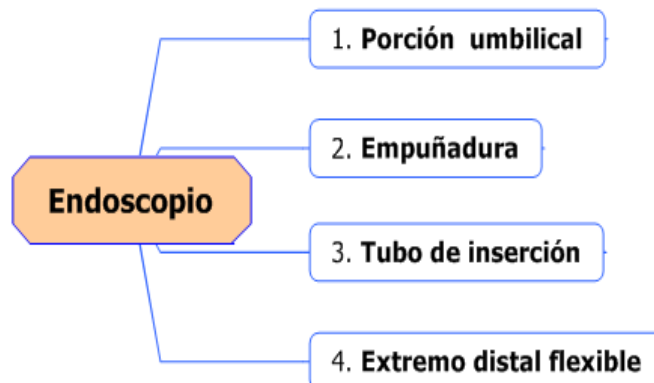 1. Porción umbilical
2. Empuñadura
Endoscopio
3. Tubo de inserción
4. Extremo distal flexible